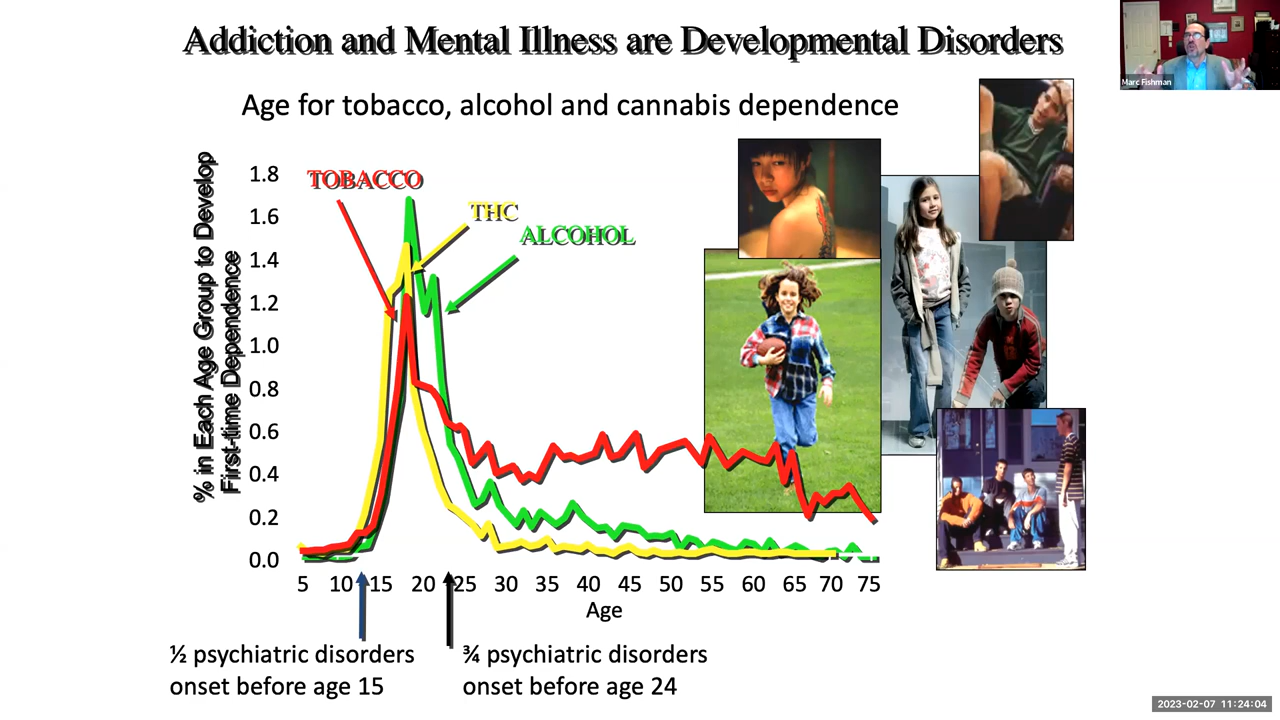 Addiction and Mental Illness are Developmental Disorders
Marc Fishman
Age for tobacco, alcohol and cannabis dependence
% in Each Age Group to Develop
First-time Dependence
1.8
1.6
1.4
1.2
1.0
0.8
0.6
0.4
0.2
0.0
TOBACCO
THC
ALCOHOL
5 10 15 20 25 30 35 40 45 50 55 60 65 70 75
Age
½ psychiatric disorders
onset before age 15
¾ psychiatric disorders
onset before age 24
2023-02-07 11:24:04